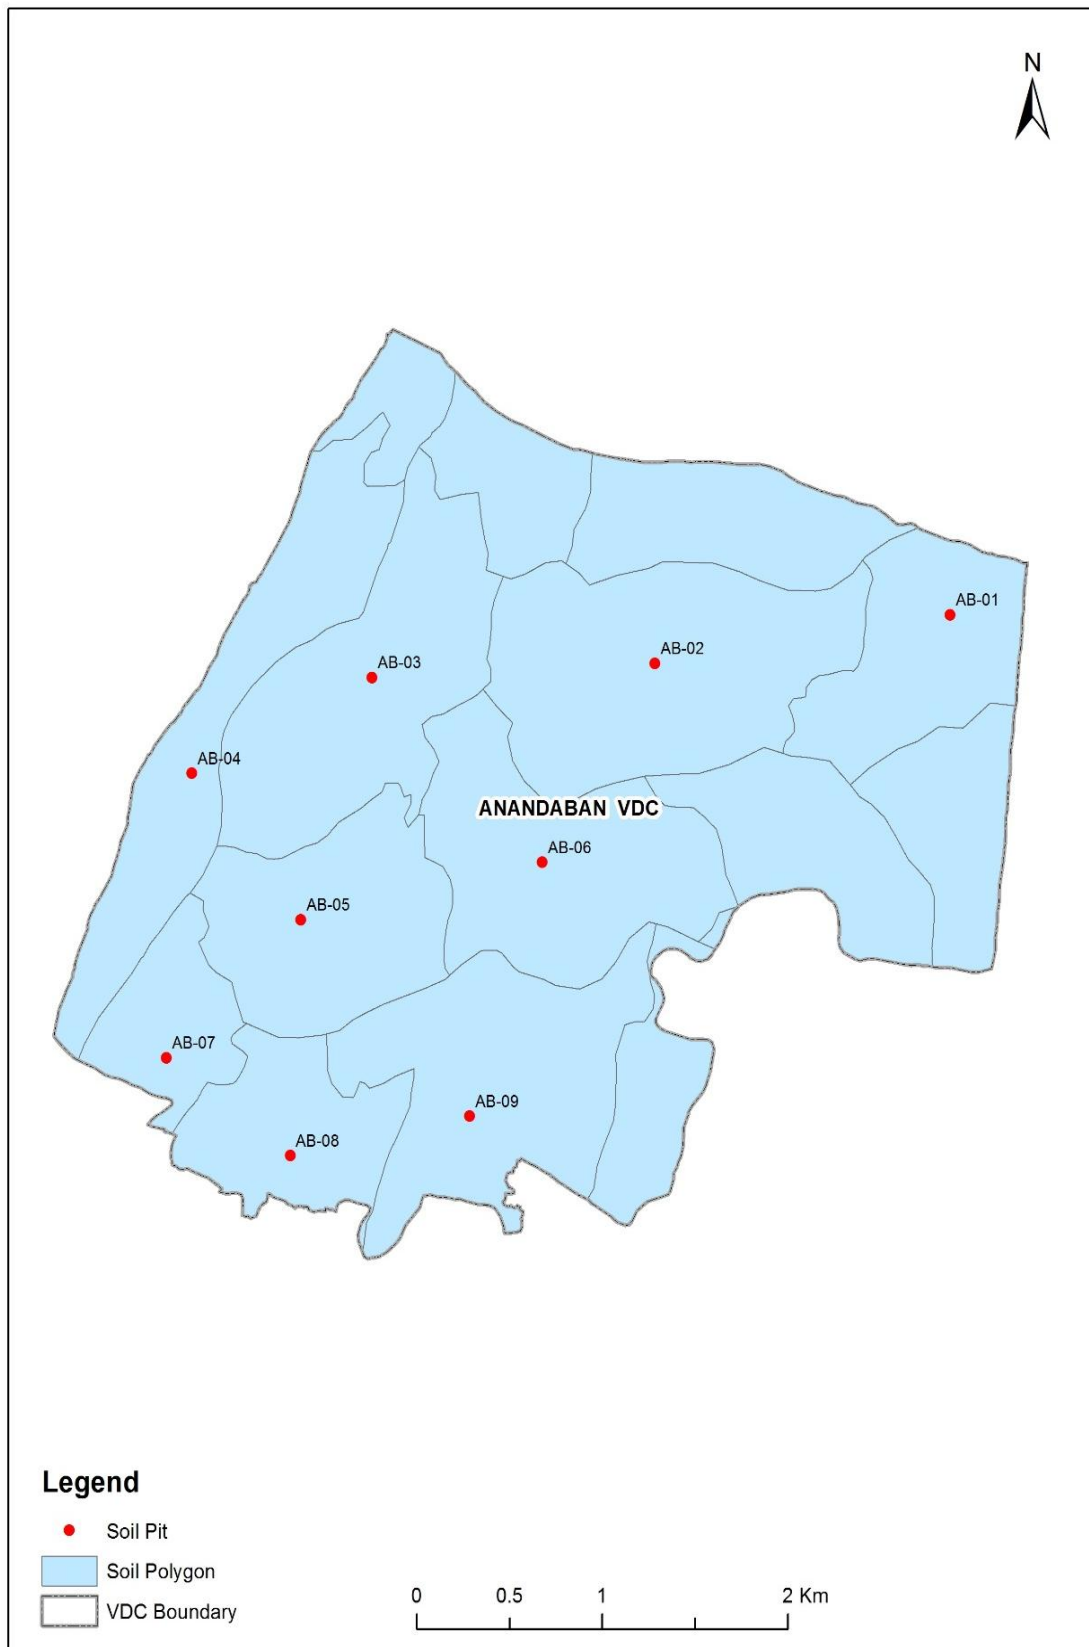 N
AB-01
AB-02
AB-03
AB-04
ANANDABAN VDC
AB-06
AB-05
AB-07
AB-09
AB-08
Legend
Soil Pit
Soil Polygon
VDC Boundary
0 0.5 1 2 Km